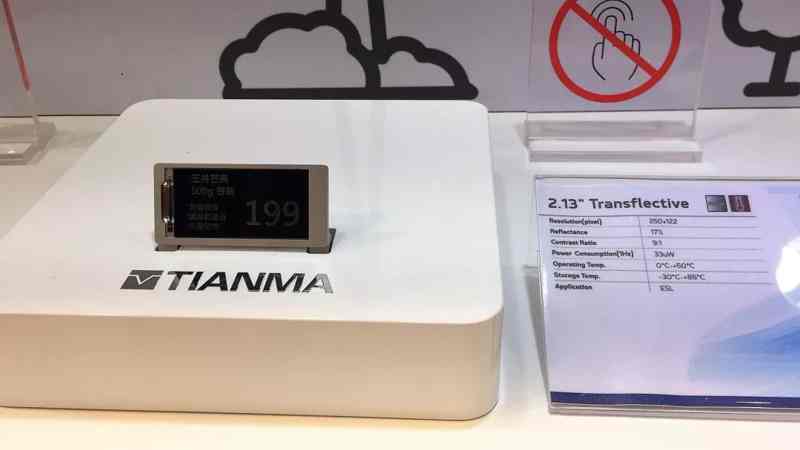 500g
199
TIANMA
2.13" Transflective
Resolution(pixel) 250×122
Reflectance 17%
Contrast Ratio 9:1
Power Consumption(1Hz) 33uW
Operating Temp. 0°C~+50°C
Storage Temp. -30°C~+85°C
Application ESL